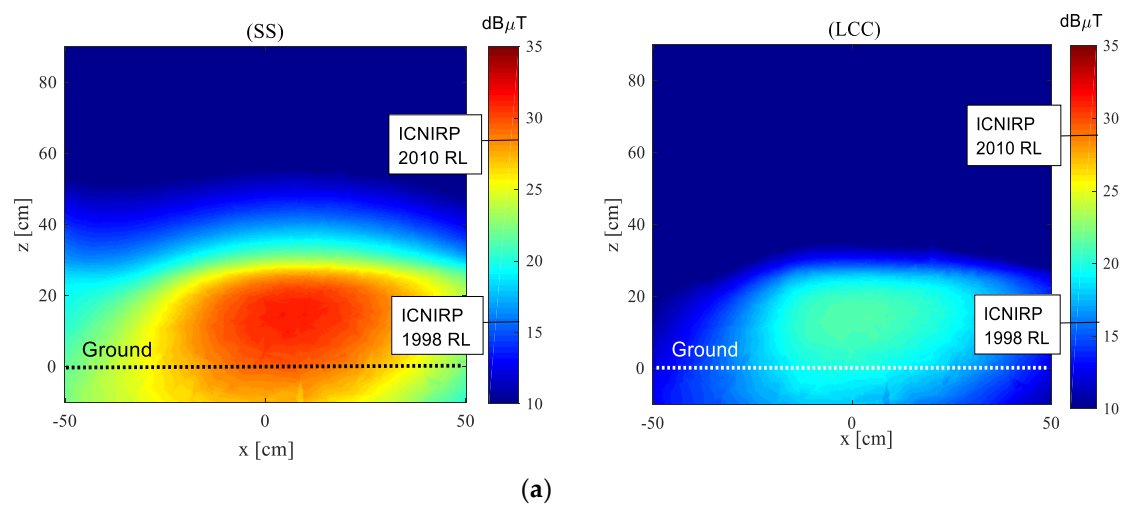 (SS)
dBμT
80
60
40
20
0
z [cm]
-50
0
50
x [cm]
35
30
25
20
15
10
ICNIRP
2010 RL
ICNIRP
1998 RL
Ground
(LCC)
dBμT
80
60
40
20
0
z [cm]
-50
0
50
x [cm]
35
30
25
20
15
10
ICNIRP
2010 RL
ICNIRP
1998 RL
Ground
(a)